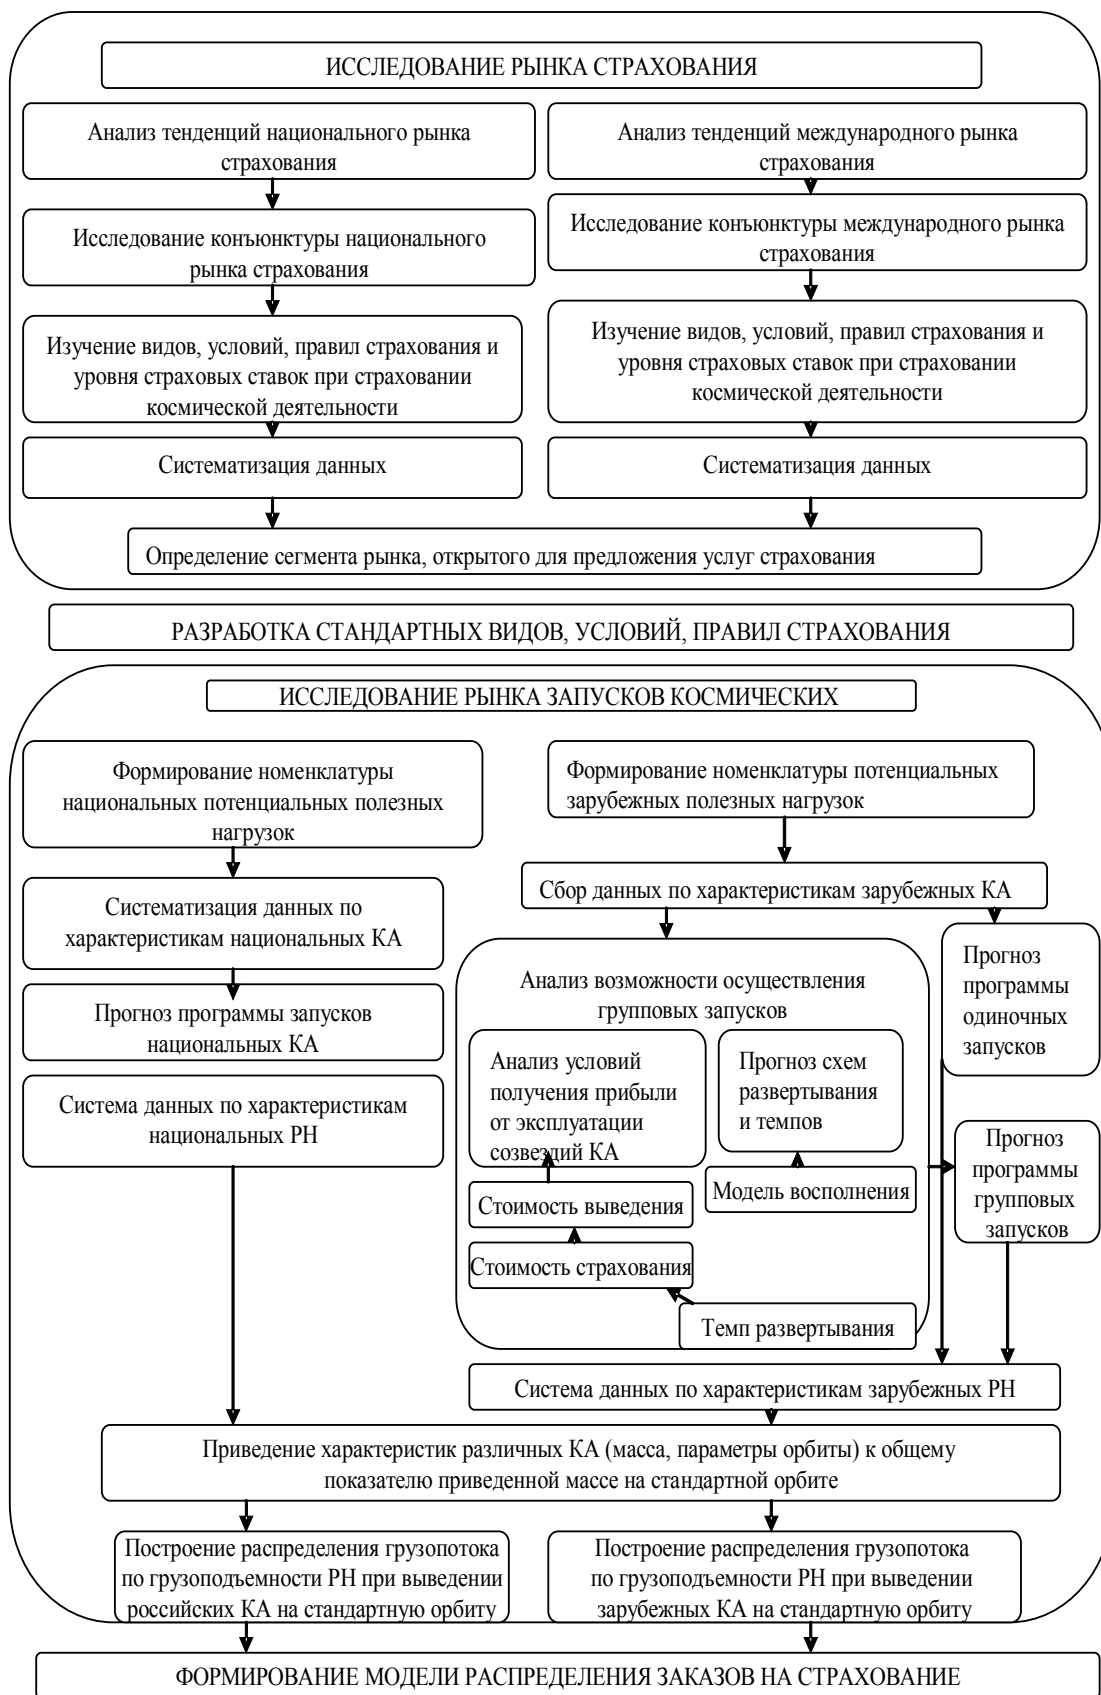 ИССЛЕДОВАНИЕ РЫНКА СТРАХОВАНИЯ
Анализ тенденций национального рынка
страхования
Анализ тенденций международного рынка
страхования
Исследование конъюнктуры национального
рынка страхования
Исследование конъюнктуры международного рынка
страхования
Изучение видов, условий, правил страхования и
уровня страховых ставок при страховании
космической деятельности
Изучение видов, условий, правил страхования и
уровня страховых ставок при страховании
космической деятельности
Систематизация данных
Систематизация данных
Определение сегмента рынка, открытого для предложения услуг страхования
РАЗРАБОТКА СТАНДАРТНЫХ ВИДОВ, УСЛОВИЙ, ПРАВИЛ СТРАХОВАНИЯ
ИССЛЕДОВАНИЕ РЫНКА ЗАПУСКОВ КОСМИЧЕСКИХ
Формирование номенклатуры
национальных потенциальных полезных
нагрузок
Формирование номенклатуры потенциальных
зарубежных полезных нагрузок
Сбор данных по характеристикам зарубежных КА
Систематизация данных по
характеристикам национальных КА
Прогноз программы запусков
национальных КА
Система данных по характеристикам
национальных РН
Анализ возможности осуществления
групповых запусков
Прогноз
программы
одиночных
запусков
Анализ условий
получения прибыли
от эксплуатации
созвездий КА
Прогноз схем
развертывания
и темпов
Стоимость выведения
Модель восполнения
Прогноз
программы
групповых
запусков
Стоимость страхования
Темп развертывания
Система данных по характеристикам зарубежных РН
Приведение характеристик различных КА (масса, параметры орбиты) к общему
показателю приведенной массе на стандартной орбите
Построение распределения грузопотока
по грузоподъемности РН при выведении
российских КА на стандартную орбиту
Построение распределения грузопотока
по грузоподъемности РН при выведении
зарубежных КА на стандартную орбиту
ФОРМИРОВАНИЕ МОДЕЛИ РАСПРЕДЕЛЕНИЯ ЗАКАЗОВ НА СТРАХОВАНИЕ